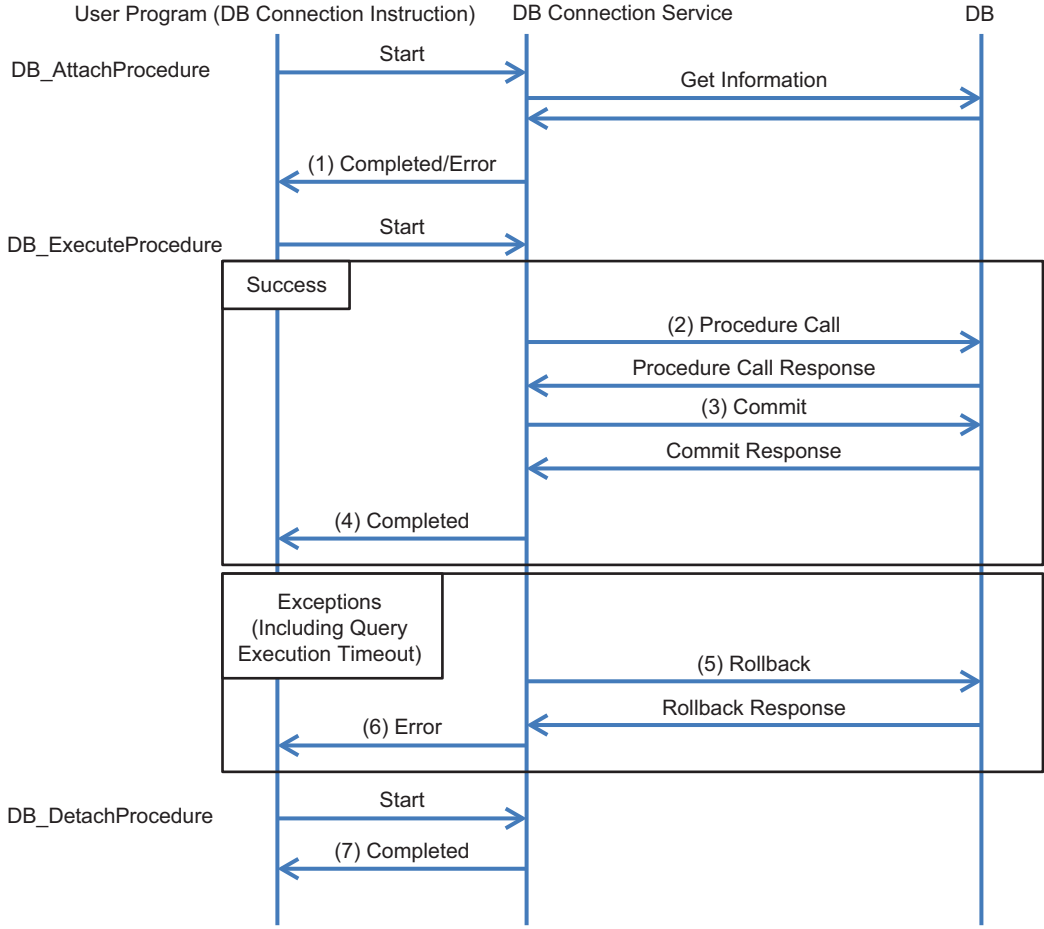 User Program (DB Connection Instruction)
DB Connection Service
DB
DB_AttachProcedure
Start
Get Information
(1) Completed/Error
DB_ExecuteProcedure
Start
Success
(2) Procedure Call
Procedure Call Response
(3) Commit
Commit Response
(4) Completed
Exceptions
(Including Query
Execution Timeout)
(5) Rollback
Rollback Response
(6) Error
DB_DetachProcedure
Start
(7) Completed